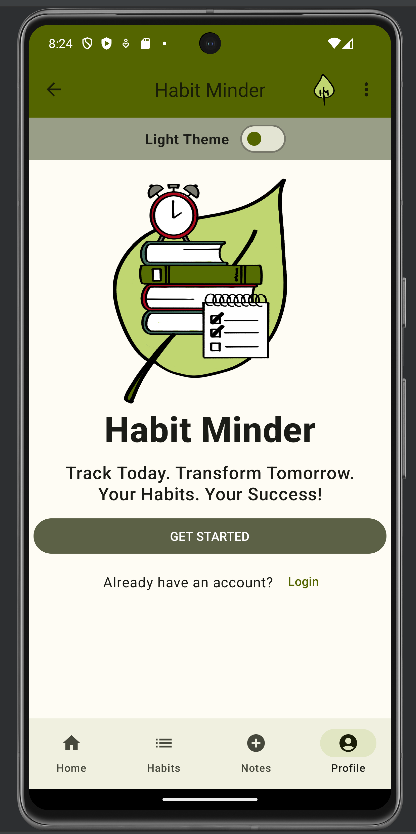 8:24
Habit Minder
Light Theme
Habit Minder
Track Today. Transform Tomorrow.
Your Habits. Your Success!
GET STARTED
Already have an account? Login
Home Habits Notes Profile